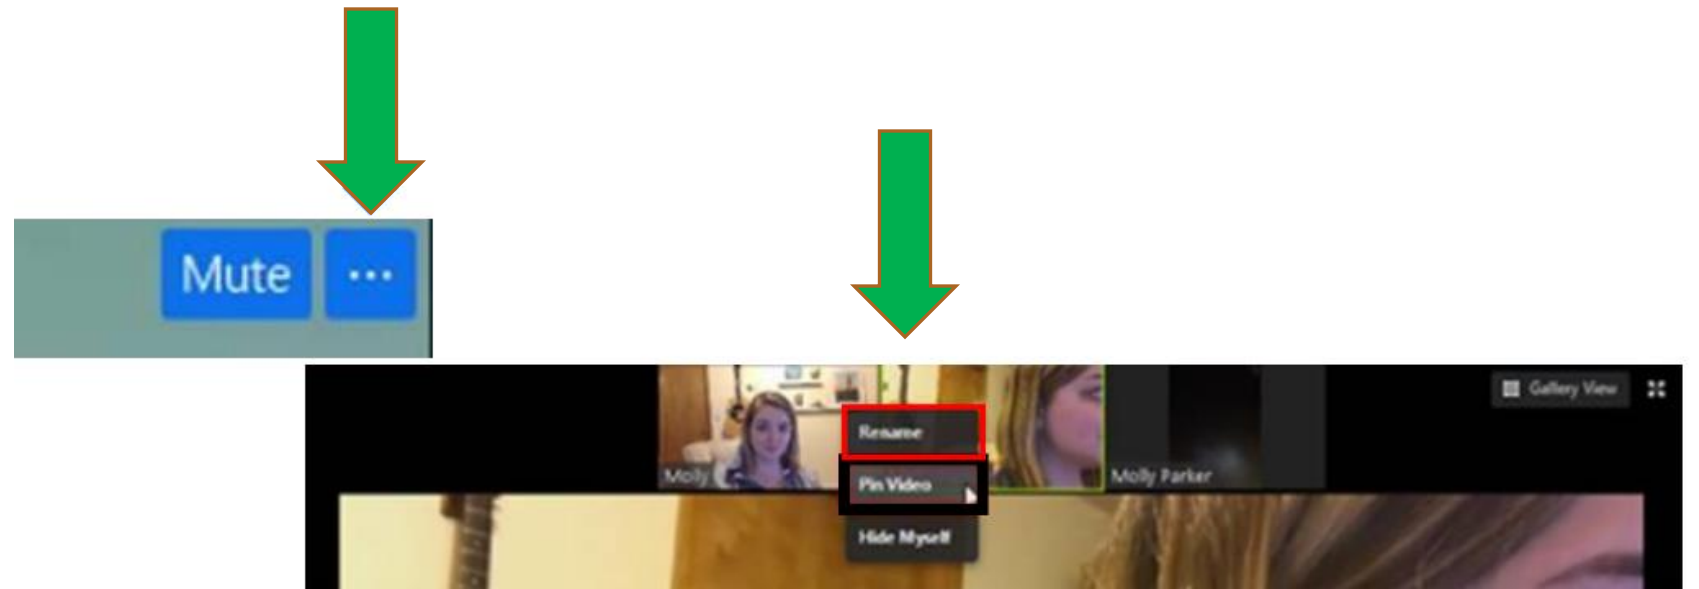 Mute ...
Gallery View
Rename
Molly
Molly Parker
Pin Video
Hide Myself